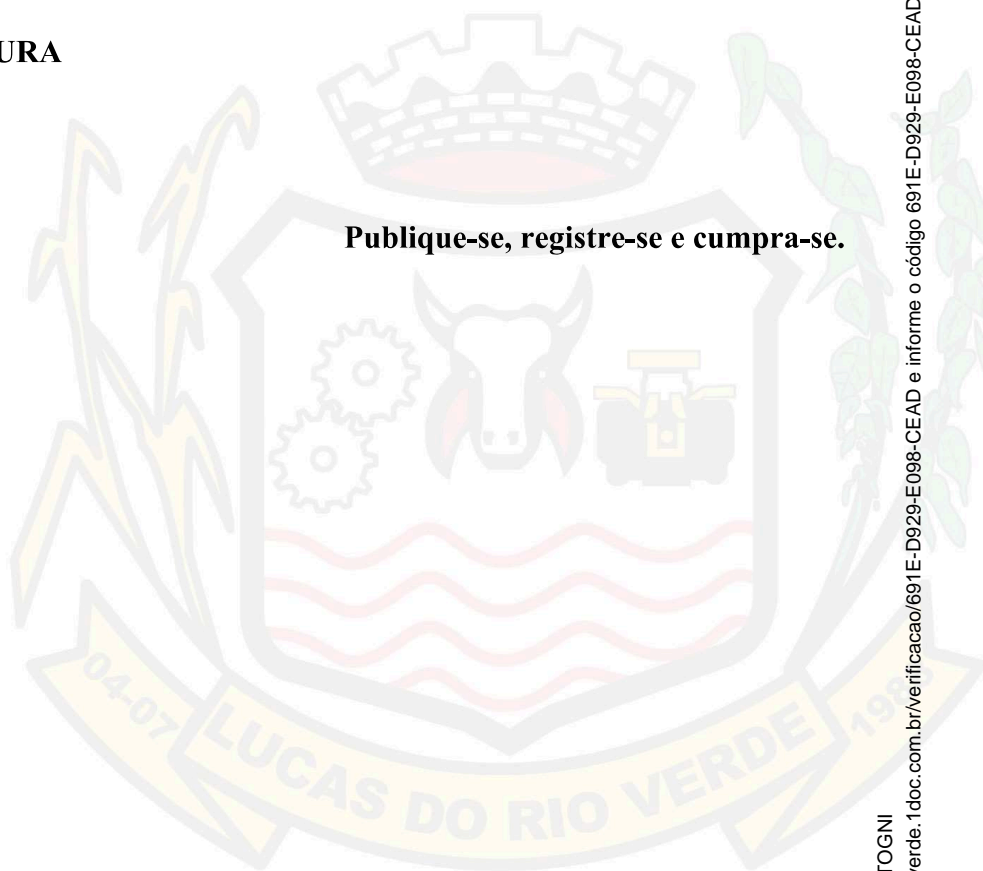 URA
Publique-se, registre-se e cumpra-se.
04-07
LUCAS DO RIO VERDE
TOGNI
verde.1doc.com.br/verificacao/691E-D929-E098-CEAD e informe o código 691E-D929-E098-CEAD